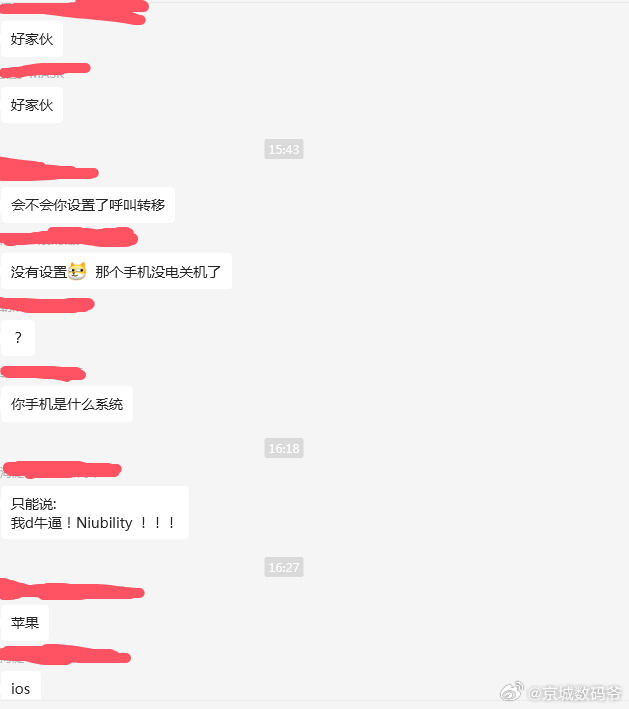 好家伙
好家伙
15:43
会不会你设置了呼叫转移
没有设置 那个手机没电关机了
?
你手机是什么系统
16:18
只能说:
我d牛逼！Niubility ！！！
16:27
苹果
ios
@京城数码爷